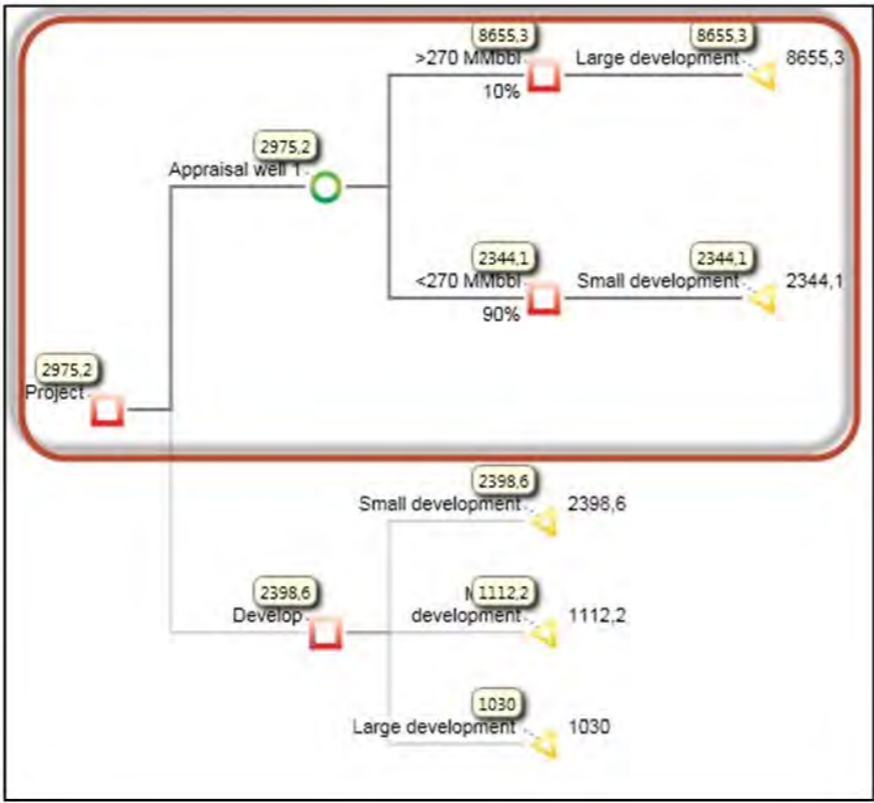 8655,3
8655,3
>270 MMbbl
Large development
8655,3
10%
2975,2
Appraisal well 1
2344,1
2344,1
<270 MMbbl
Small development
2344,1
90%
2975,2
Project
2398,6
Small development
2398,6
2398,6
1112,2
Develop
development
1112,2
1030
Large development
1030